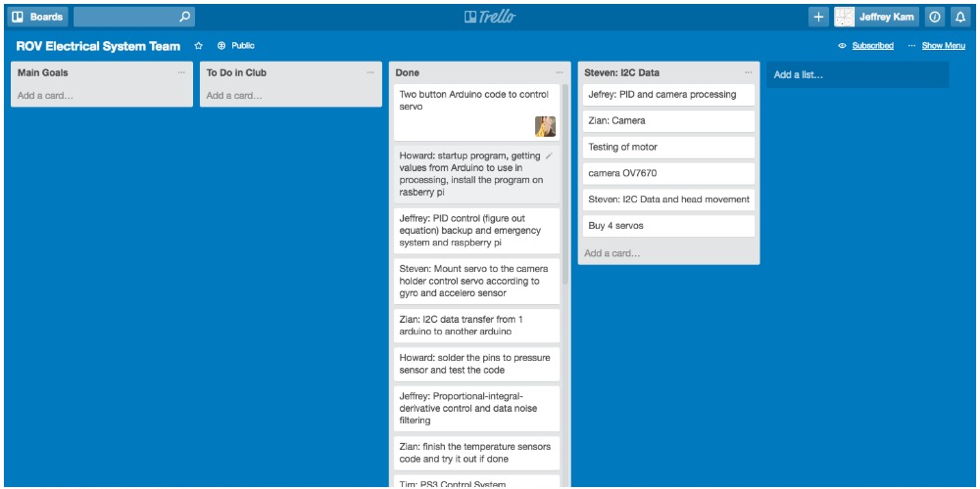 Boards
Trello
Jeffrey Kam
ROV Electrical System Team
Public
Subscribed
... Show Menu
Main Goals
Add a card...
To Do in Club
Add a card...
Done
Two button Arduino code to control
servo
Howard: startup program, getting
values from Arduino to use in
processing, install the program on
rasberry pi
Jeffrey: PID control (figure out
equation) backup and emergency
system and raspberry pi
Steven: Mount servo to the camera
holder control servo according to
gyro and accelero sensor
Zian: I2C data transfer from 1
arduino to another arduino
Howard: solder the pins to pressure
sensor and test the code
Jeffrey: Proportional-integral-
derivative control and data noise
filtering
Zian: finish the temperature sensors
code and try it out if done
Tim: PS3 Control System
Steven: I2C Data
Jefrey: PID and camera processing
Zian: Camera
Testing of motor
camera OV7670
Steven: I2C Data and head movement
Buy 4 servos
Add a card...
Add a list...